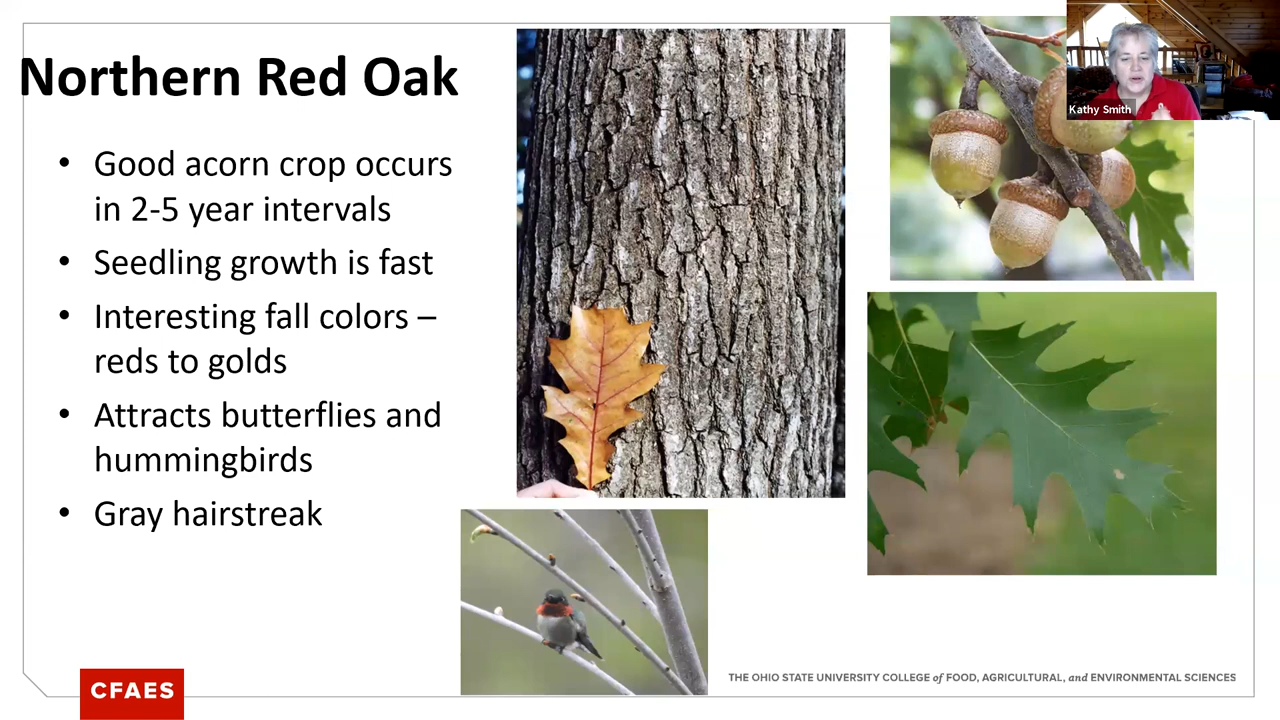 Northern Red Oak
Kathy Smith
• Good acorn crop occurs
in 2-5 year intervals
• Seedling growth is fast
• Interesting fall colors –
reds to golds
• Attracts butterflies and
hummingbirds
• Gray hairstreak
CFAES
THE OHIO STATE UNIVERSITY COLLEGE of FOOD, AGRICULTURAL, and ENVIRONMENTAL SCIENCES